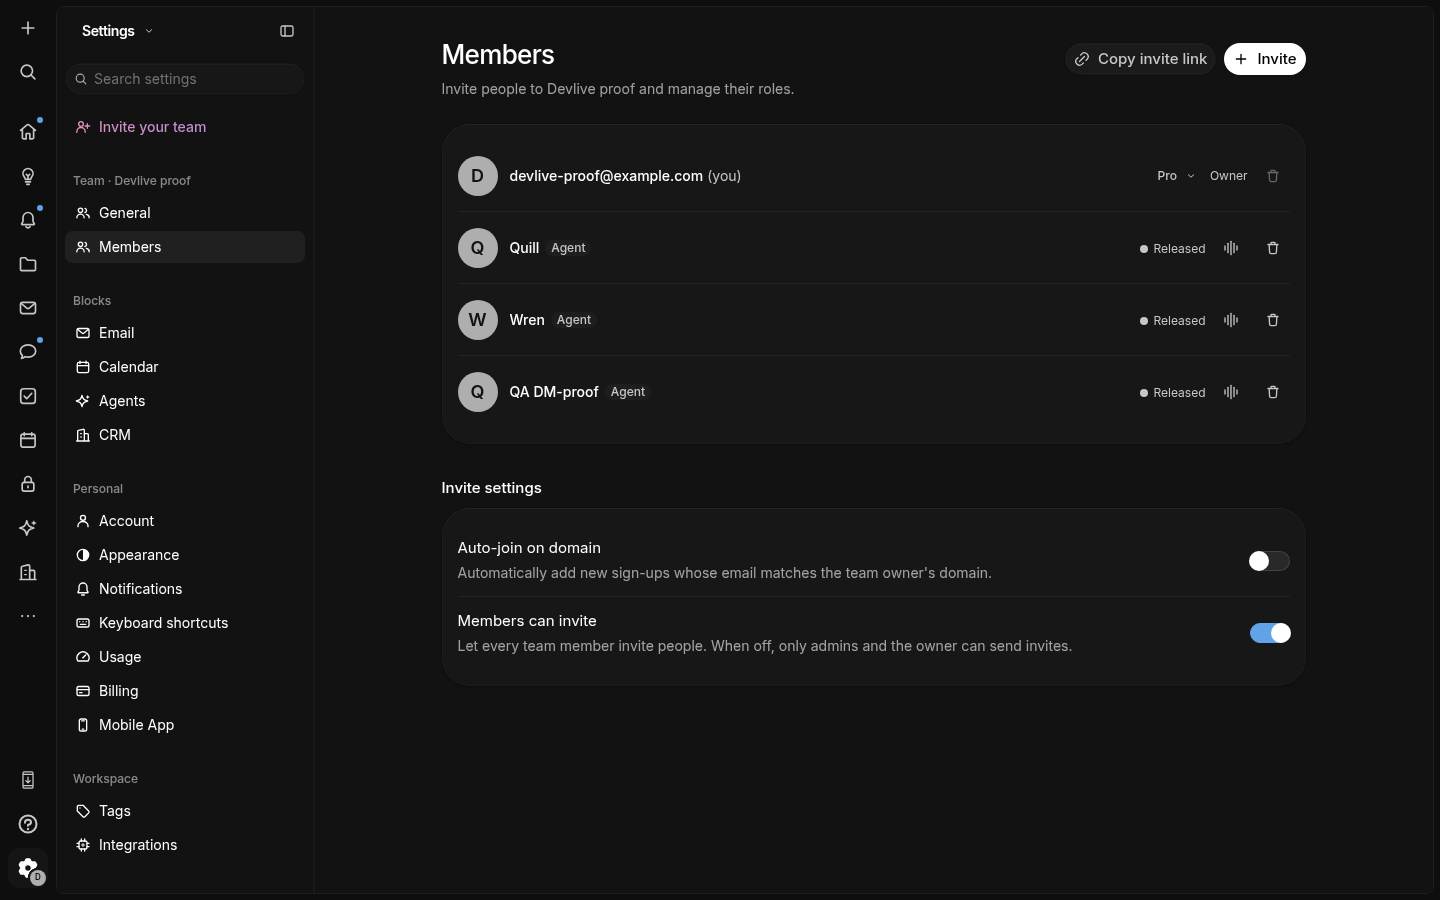 Settings
Search settings
Invite your team
Team · Devlive proof
General
Members
Blocks
Email
Calendar
Agents
CRM
Personal
Account
Appearance
Notifications
Keyboard shortcuts
Usage
Billing
Mobile App
Workspace
Tags
Integrations
D
Members
Invite people to Devlive proof and manage their roles.
Copy invite link
Invite
D devlive-proof@example.com (you) Pro Owner
Q Quill Agent Released
W Wren Agent Released
Q QA DM-proof Agent Released
Invite settings
Auto-join on domain
Automatically add new sign-ups whose email matches the team owner's domain.
Members can invite
Let every team member invite people. When off, only admins and the owner can send invites.